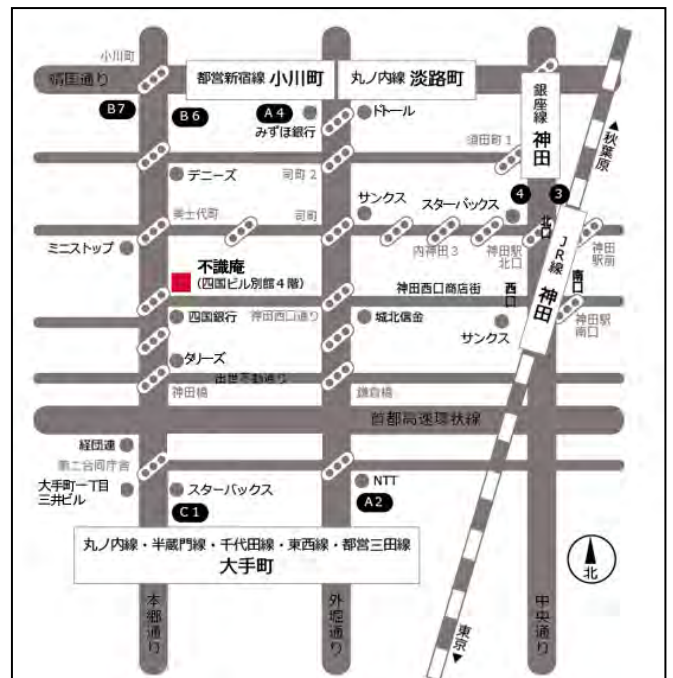 小川町
靖国通り
都営新宿線 小川町
丸ノ内線 淡路町
B7
B6
A4
みずほ銀行
ドトール
銀座線 神田
須田町1
▲秋葉原
デニーズ
司町2
美士代町
司町
サンクス
スターバックス
4
3
北口
内神田3
神田駅
北口
神田
駅前
ミニストップ
JR線 神田
不識庵
(四国ビル別館4階)
神田西口商店街
西口
南口
四国銀行
神田西口通り
城北信金
サンクス
神田駅
南口
タリーズ
出世不動通り
神田橋
鎌倉橋
首都高速環状線
経団連
第二合同庁舎
大手町一丁目
三井ビル
スターバックス
C1
NTT
A2
丸ノ内線・半蔵門線・千代田線・東西線・都営三田線
大手町
北
本郷通り
外堀通り
中央通り
東京▼